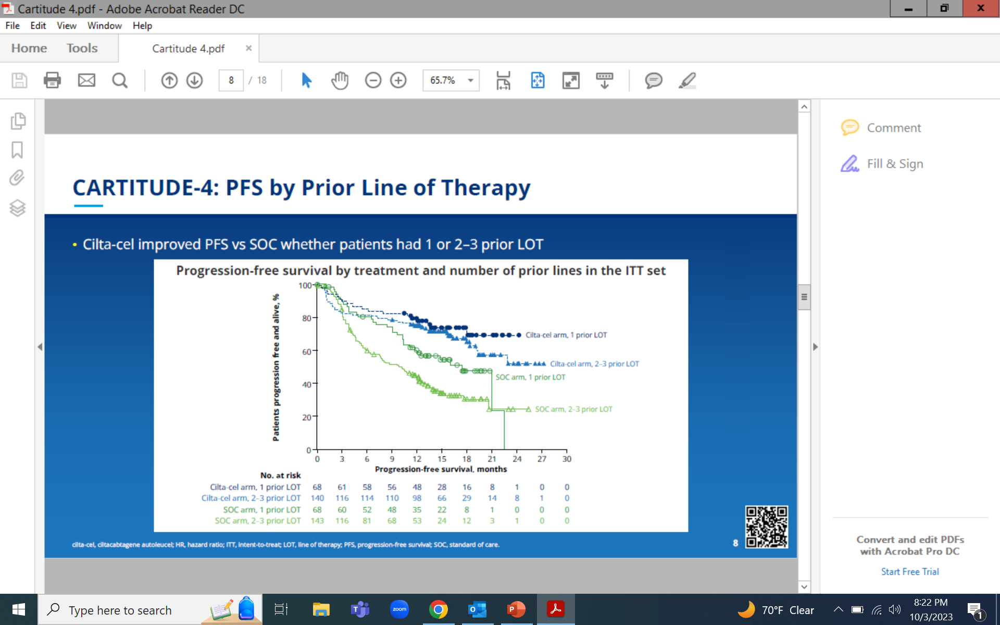 Cartitude 4.pdf - Adobe Acrobat Reader DC
File Edit View Window Help
Home Tools Cartitude 4.pdf
8 / 18 65.7%
Comment
Fill & Sign
CARTITUDE-4: PFS by Prior Line of Therapy
• Cilta-cel improved PFS vs SOC whether patients had 1 or 2–3 prior LOT
Progression-free survival by treatment and number of prior lines in the ITT set
Patients progression free and alive, %
100
80
60
40
20
0
Cilta-cel arm, 1 prior LOT
Cilta-cel arm, 2–3 prior LOT
SOC arm, 1 prior LOT
SOC arm, 2–3 prior LOT
0 3 6 9 12 15 18 21 24 27 30
Progression-free survival, months
No. at risk
Cilta-cel arm, 1 prior LOT 68 61 58 56 48 28 16 8 1 0 0
Cilta-cel arm, 2–3 prior LOT 140 116 114 110 98 66 29 14 8 1 0
SOC arm, 1 prior LOT 68 60 52 48 35 22 8 1 0 0 0
SOC arm, 2–3 prior LOT 143 116 81 68 53 24 12 3 1 0 0
cilta-cel, ciltacabtagene autoleucel; HR, hazard ratio; ITT, intent-to-treat; LOT, line of therapy; PFS, progression-free survival; SOC, standard of care.
8
Convert and edit PDFs
with Acrobat Pro DC
Start Free Trial
Type here to search
zoom
70°F Clear
8:22 PM
10/3/2023
1